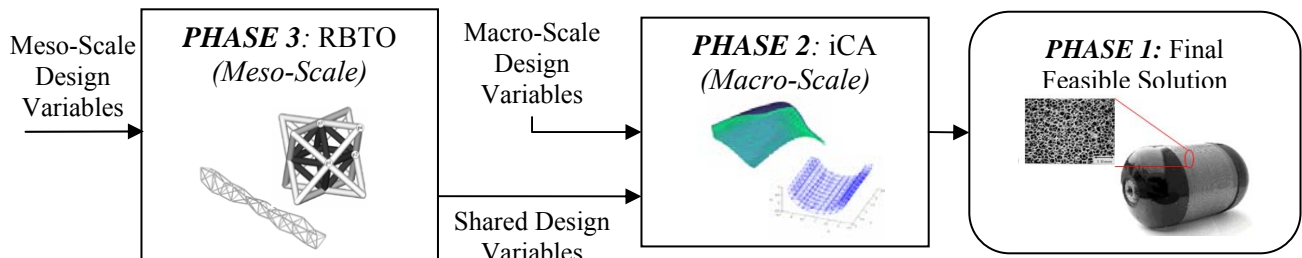 Meso-Scale
Design
Variables
PHASE 3: RBTO
(Meso-Scale)
Macro-Scale
Design
Variables
Shared Design
Variables
PHASE 2: iCA
(Macro-Scale)
PHASE 1: Final
Feasible Solution